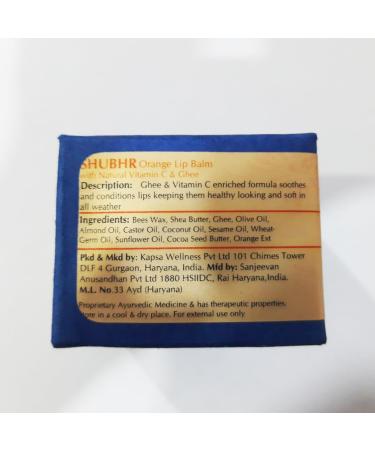 SHUBHR Orange Lip Balm
with Natural Vitamin C & Ghee
Description: Ghee & Vitamin C enriched formula soothes
and conditions lips keeping them healthy looking and soft in
all weather
Ingredients: Bees Wax, Shea Butter, Ghee, Olive Oil,
Almond Oil, Castor Oil, Coconut Oil, Sesame Oil, Wheat
Germ Oil, Sunflower Oil, Cocoa Seed Butter, Orange Ext
Pkd & Mkd by: Kapsa Wellness Pvt Ltd 101 Chimes Tower
DLF 4 Gurgaon, Haryana, India. Mfd by: Sanjeevan
Anusandhan Pvt Ltd 1880 HSIIDC, Rai Haryana,India.
M.L. No.33 Ayd (Haryana)
Proprietary Ayurvedic Medicine & has therapeutic properties.
tore in a cool & dry place. For external use only